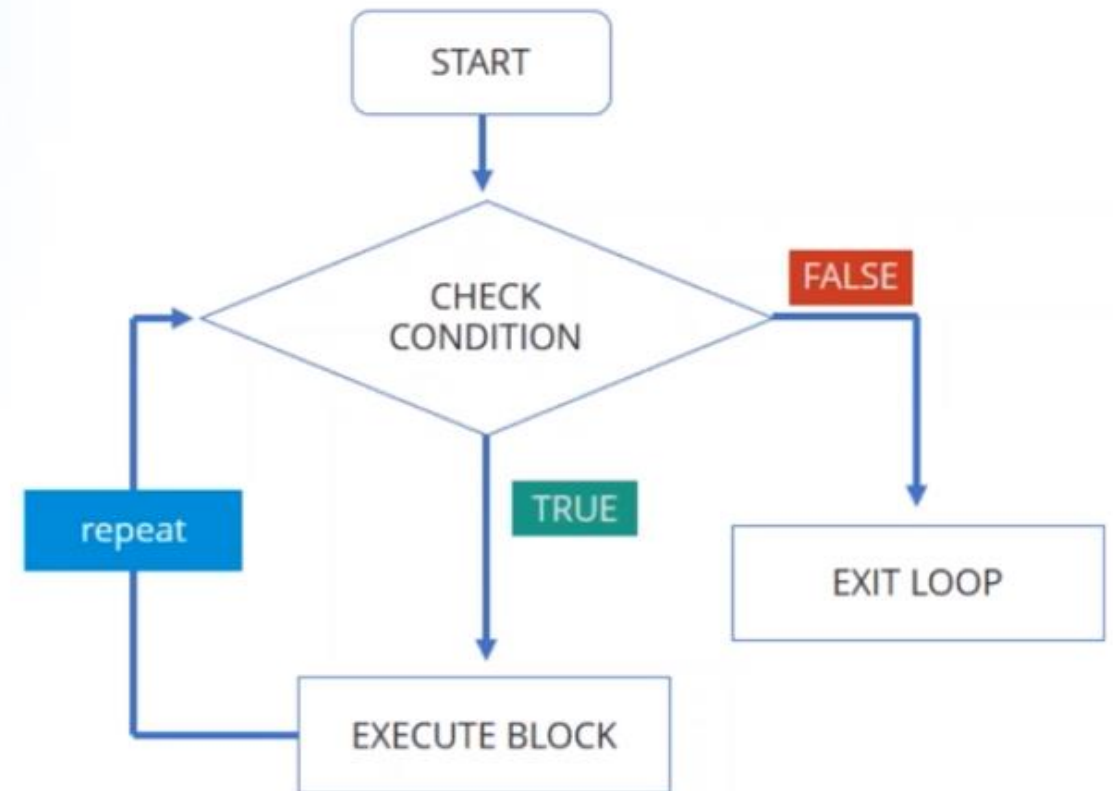 START
CHECK
CONDITION
FALSE
TRUE
repeat
EXIT LOOP
EXECUTE BLOCK